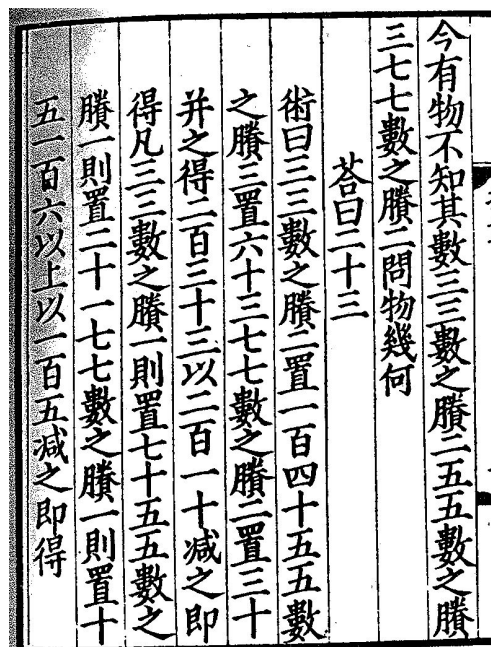 今有物不知其數三三數之賸二五五數之賸
三七七數之賸二問物幾何
荅曰二十三
術曰三三數之賸二置一百四十五五數
之賸三置六十三七七數之賸二置三十
并之得二百三十三以二百一十減之即
得凡三三數之賸一則置七十五五數之
賸一則置二十一七七數之賸一則置十
五一百六以上以一百五減之即得